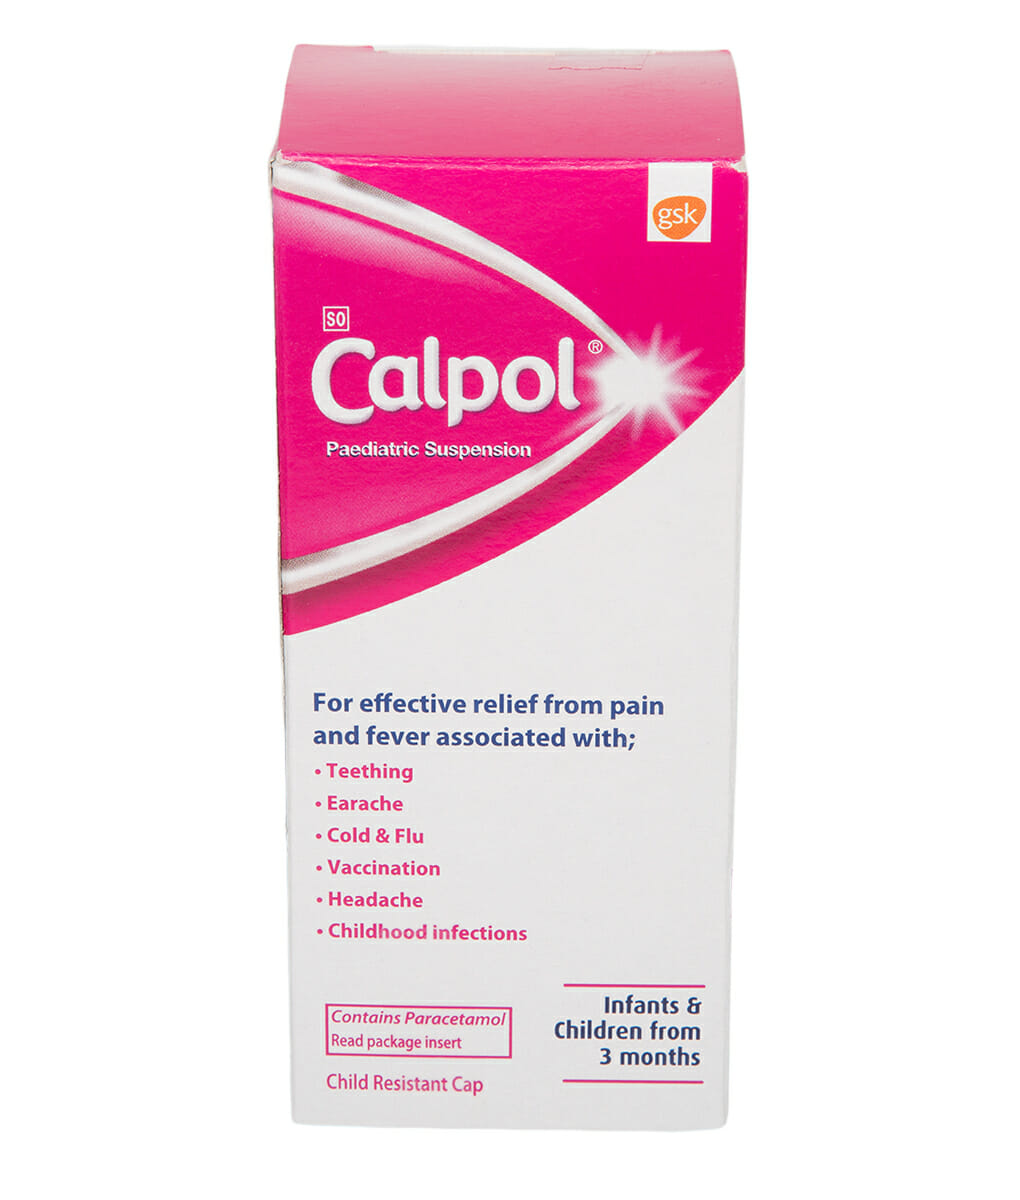 gsk
S0
Calpol®
Paediatric Suspension
For effective relief from pain
and fever associated with;
• Teething
• Earache
• Cold & Flu
• Vaccination
• Headache
• Childhood infections
Contains Paracetamol
Read package insert
Child Resistant Cap
Infants &
Children from
3 months